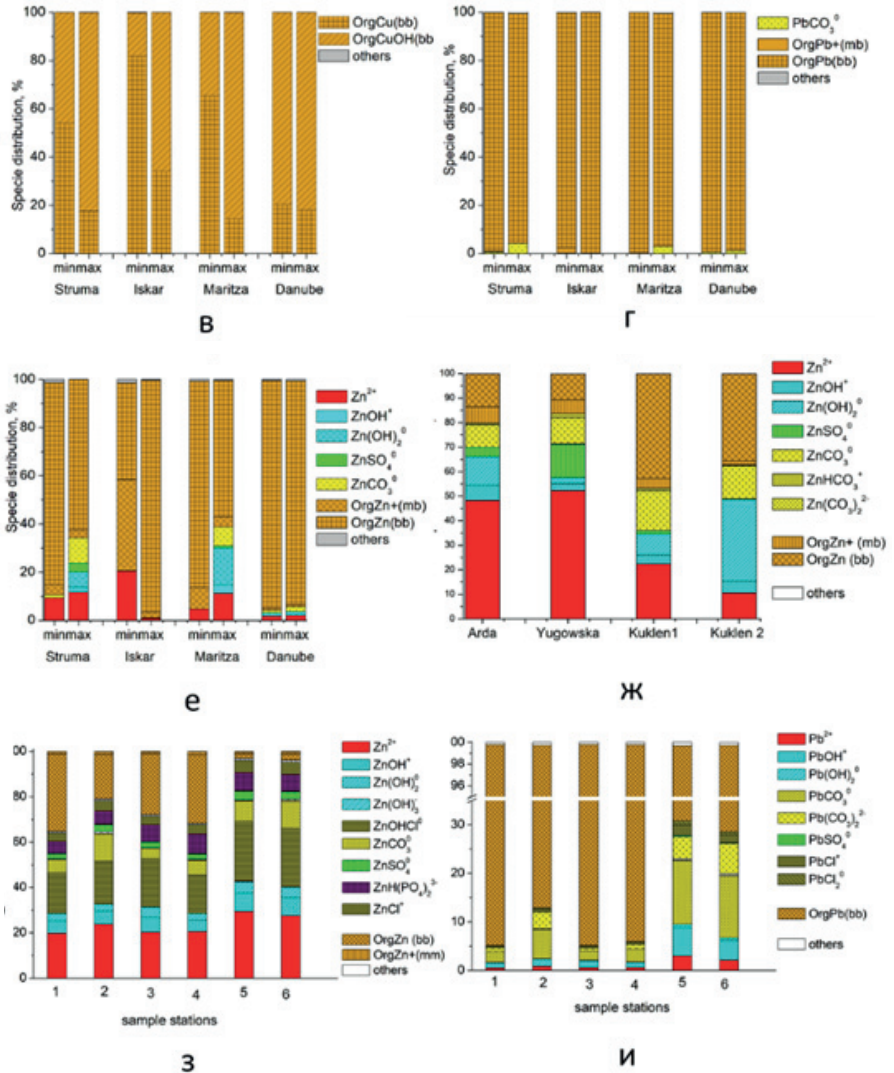 Specie distribution, %
100
80
60
40
20
0
minmax minmax minmax minmax
Struma Iskar Maritza Danube
OrgCu(bb)
OrgCuOH(bb
others
в
Specie distribution, %
100
80
60
40
20
0
minmax minmax minmax minmax
Struma Iskar Maritza Danube
PbCO₃⁰
OrgPb+(mb)
OrgPb(bb)
others
г
Specie distribution, %
100
80
60
40
20
0
minmax minmax minmax minmax
Struma Iskar Maritza Danube
Zn²⁺
ZnOH⁺
Zn(OH)₂⁰
ZnSO₄⁰
ZnCO₃⁰
OrgZn+(mb)
OrgZn(bb)
others
е
100
90
80
70
60
50
40
30
20
10
0
Arda Yugowska Kuklen1 Kuklen 2
Zn²⁺
ZnOH⁺
Zn(OH)₂⁰
ZnSO₄⁰
ZnCO₃⁰
ZnHCO₃⁺
Zn(CO₃)₂²⁻
OrgZn+ (mb)
OrgZn (bb)
others
ж
00
80
60
40
20
0
1 2 3 4 5 6
sample stations
Zn²⁺
ZnOH⁺
Zn(OH)₂⁰
Zn(OH)₃⁻
ZnOHCl⁰
ZnCO₃⁰
ZnSO₄⁰
ZnH(PO₄)₂³⁻
ZnCl⁺
OrgZn (bb)
OrgZn+(mm)
others
з
00
98
96
30
20
10
0
1 2 3 4 5 6
sample stations
Pb²⁺
PbOH⁺
Pb(OH)₂⁰
PbCO₃⁰
Pb(CO₃)₂²⁻
PbSO₄⁰
PbCl⁺
PbCl₂⁰
OrgPb(bb)
others
и